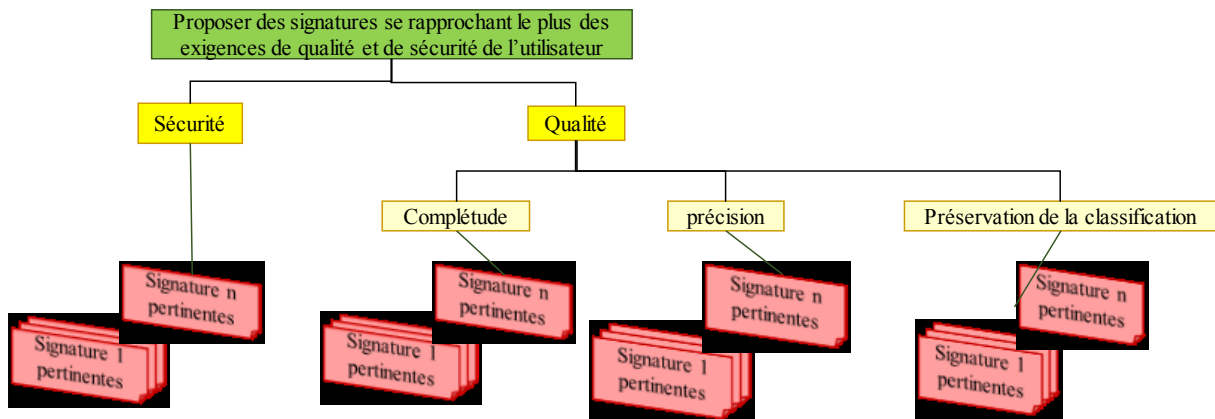 Proposer des signatures se rapprochant le plus des
exigences de qualité et de sécurité de l'utilisateur
Sécurité
Qualité
Complétude
précision
Préservation de la classification
Signature n
pertinentes
Signature 1
pertinentes
Signature n
pertinentes
Signature 1
pertinentes
Signature n
pertinentes
Signature 1
pertinentes
Signature n
pertinentes
Signature 1
pertinentes